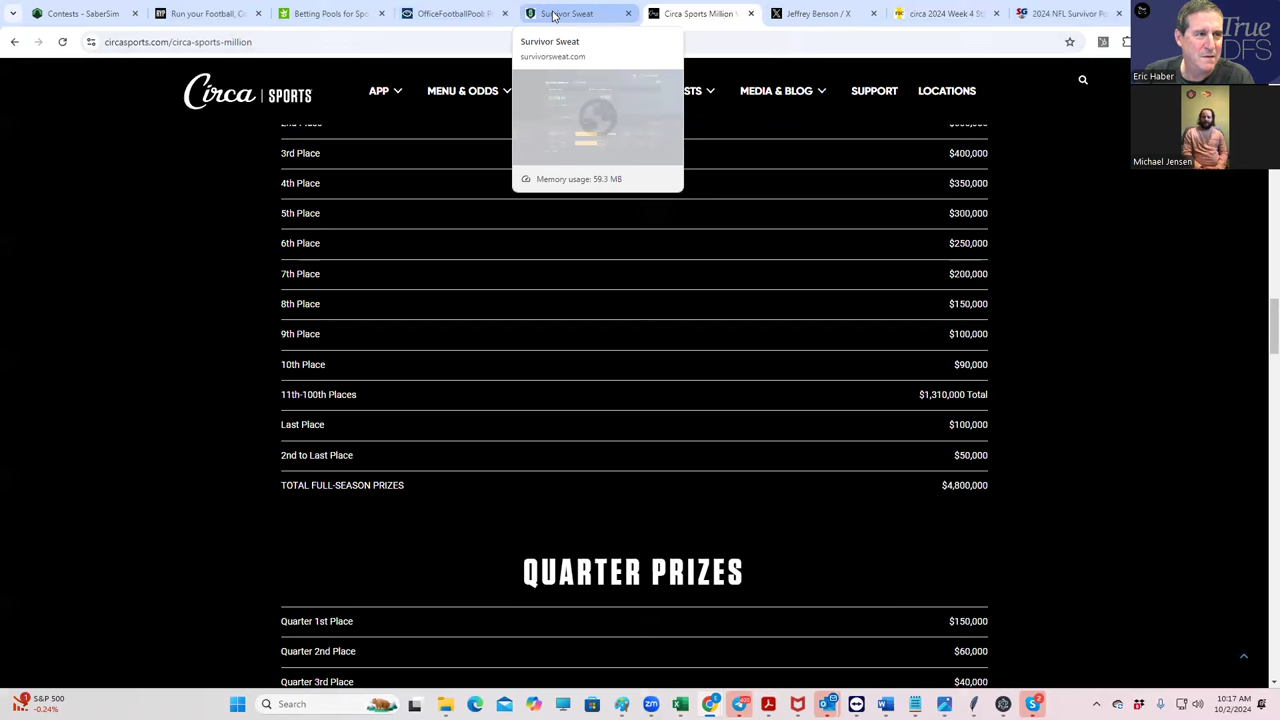 Contests - SaberSim
Run your Football, Go
Betting Pools for Spo
OfficeFootballPool: F
Survivor Sweat
Circa Sports Million V
Jeffrey Benson / X
circa 2024 Week 4 St
2024 NFL Survivor Po
circasports.com/circa-sports-million
Survivor Sweat
survivorsweat.com
Memory usage: 59.3 MB
True
DFS
Eric Haber
Michael Jensen
Circa | SPORTS
APP
MENU & ODDS
STS
MEDIA & BLOG
SUPPORT
LOCATIONS
3rd Place $400,000
4th Place $350,000
5th Place $300,000
6th Place $250,000
7th Place $200,000
8th Place $150,000
9th Place $100,000
10th Place $90,000
11th-100th Places $1,310,000 Total
Last Place $100,000
2nd to Last Place $50,000
TOTAL FULL-SEASON PRIZES $4,800,000
QUARTER PRIZES
Quarter 1st Place $150,000
Quarter 2nd Place $60,000
Quarter 3rd Place $40,000
S&P 500
-0.24%
Search
10:17 AM
10/2/2024